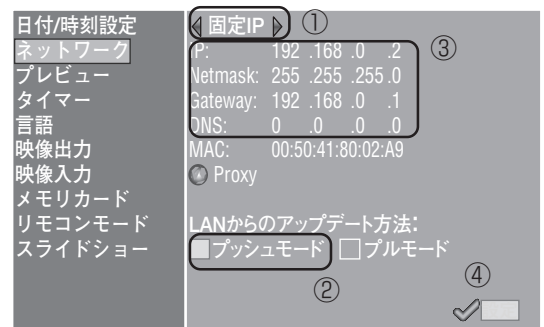 日付/時刻設定
ネットワーク
プレビュー
タイマー
言語
映像出力
映像入力
メモリカード
リモコンモード
スライドショー
固定IP ①
③
IP: 192 .168 .0 .2
Netmask: 255 .255 .255 .0
Gateway: 192 .168 .0 .1
DNS: 0 .0 .0 .0
MAC: 00:50:41:80:02:A9
Proxy
LANからのアップデート方法:
プッシュモード プルモード
②
④